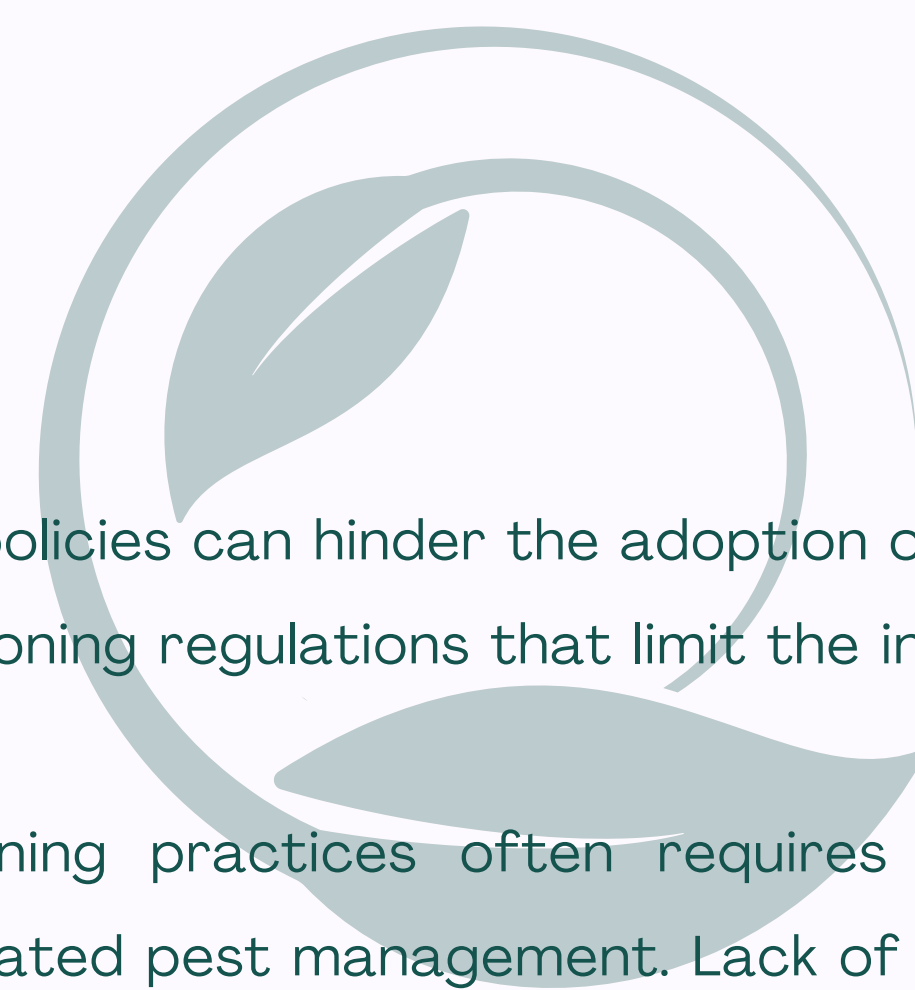 olicies can hinder the adoption
oning regulations that limit the in
ning practices often requires
ated pest management. Lack of